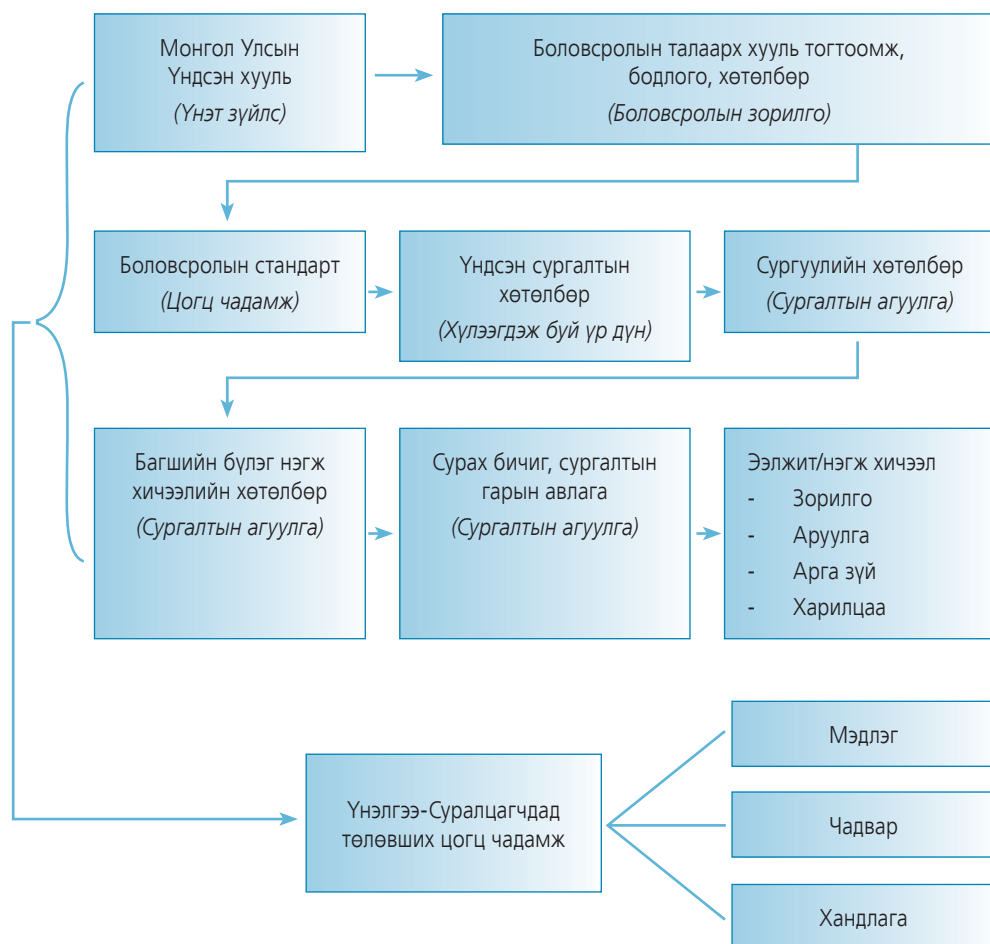 Монгол Улсын
Үндсэн хууль
(Үнэт зүйлс)
Боловсролын талаарх хууль тогтоомж,
бодлого, хөтөлбөр
(Боловсролын зорилго)
Боловсролын стандарт
(Цогц чадамж)
Үндсэн сургалтын
хөтөлбөр
(Хүлээгдэж буй үр дүн)
Сургуулийн хөтөлбөр
(Сургалтын агуулга)
Багшийн бүлэг нэгж
хичээлийн хөтөлбөр
(Сургалтын агуулга)
Сурах бичиг, сургалтын
гарын авлага
(Сургалтын агуулга)
Ээлжит/нэгж хичээл
- Зорилго
- Аруулга
- Арга зүй
- Харилцаа
Үнэлгээ-Суралцагчдад
төлөвших цогц чадамж
Мэдлэг
Чадвар
Хандлага